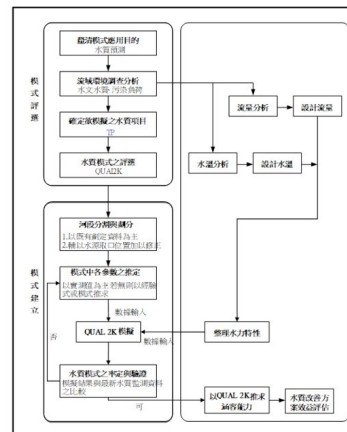 模式評選
釐清模式應用目的
水質預測
流域環境調查分析
水文水質、污染負荷
確定欲模擬之水質項目
TP
水質模式之評選
QUAL2K
流量分析
設計流量
水溫分析
設計水溫
模式建立
河段分割與劃分
1.以既有劃定資料為主
2.輔以水源取口位置加以修正
模式中各參數之推定
以實測值為主若無則以經驗
式或模式推求
數據輸入
QUAL 2K 模擬
數據輸入
整理水力特性
否
水質模式之率定與驗證
模擬結果與最新水質監測資料
之比較
可
以QUAL 2K推求
涵容能力
水質改善方
案效益評估